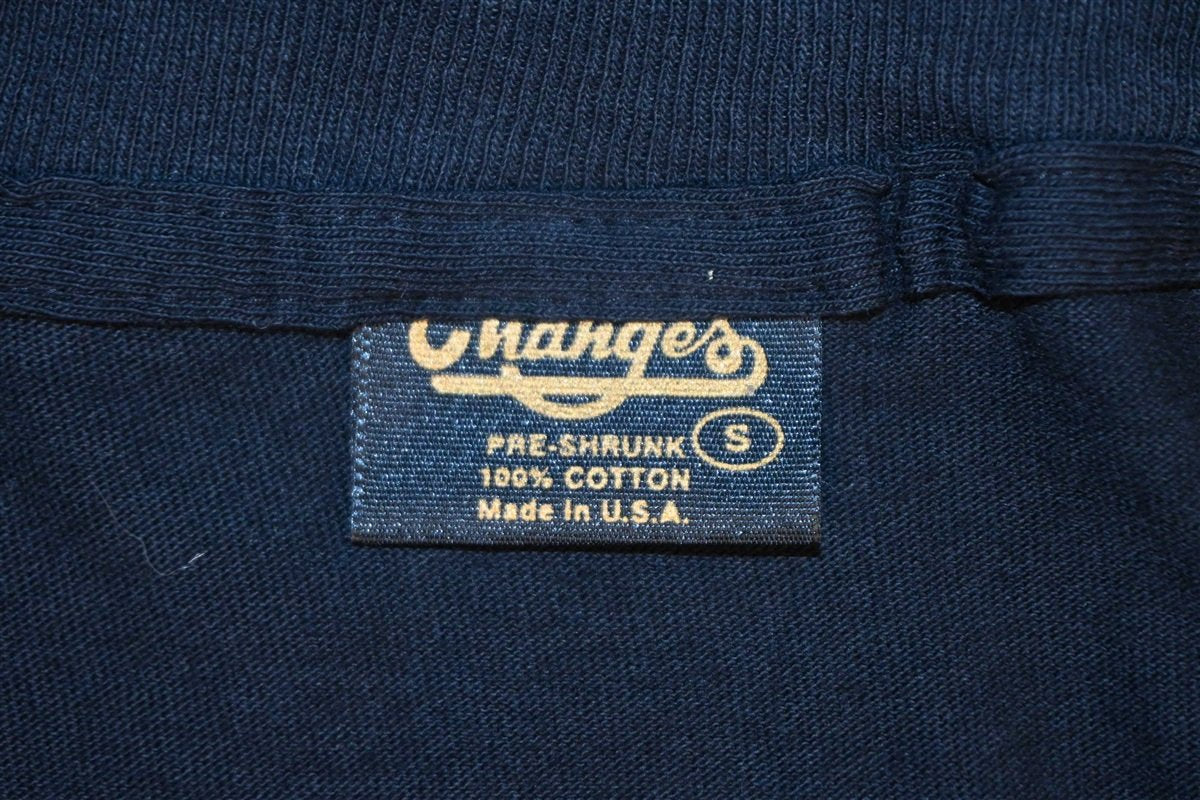 Changes
PRE-SHRUNK S
100% COTTON
Made in U.S.A.